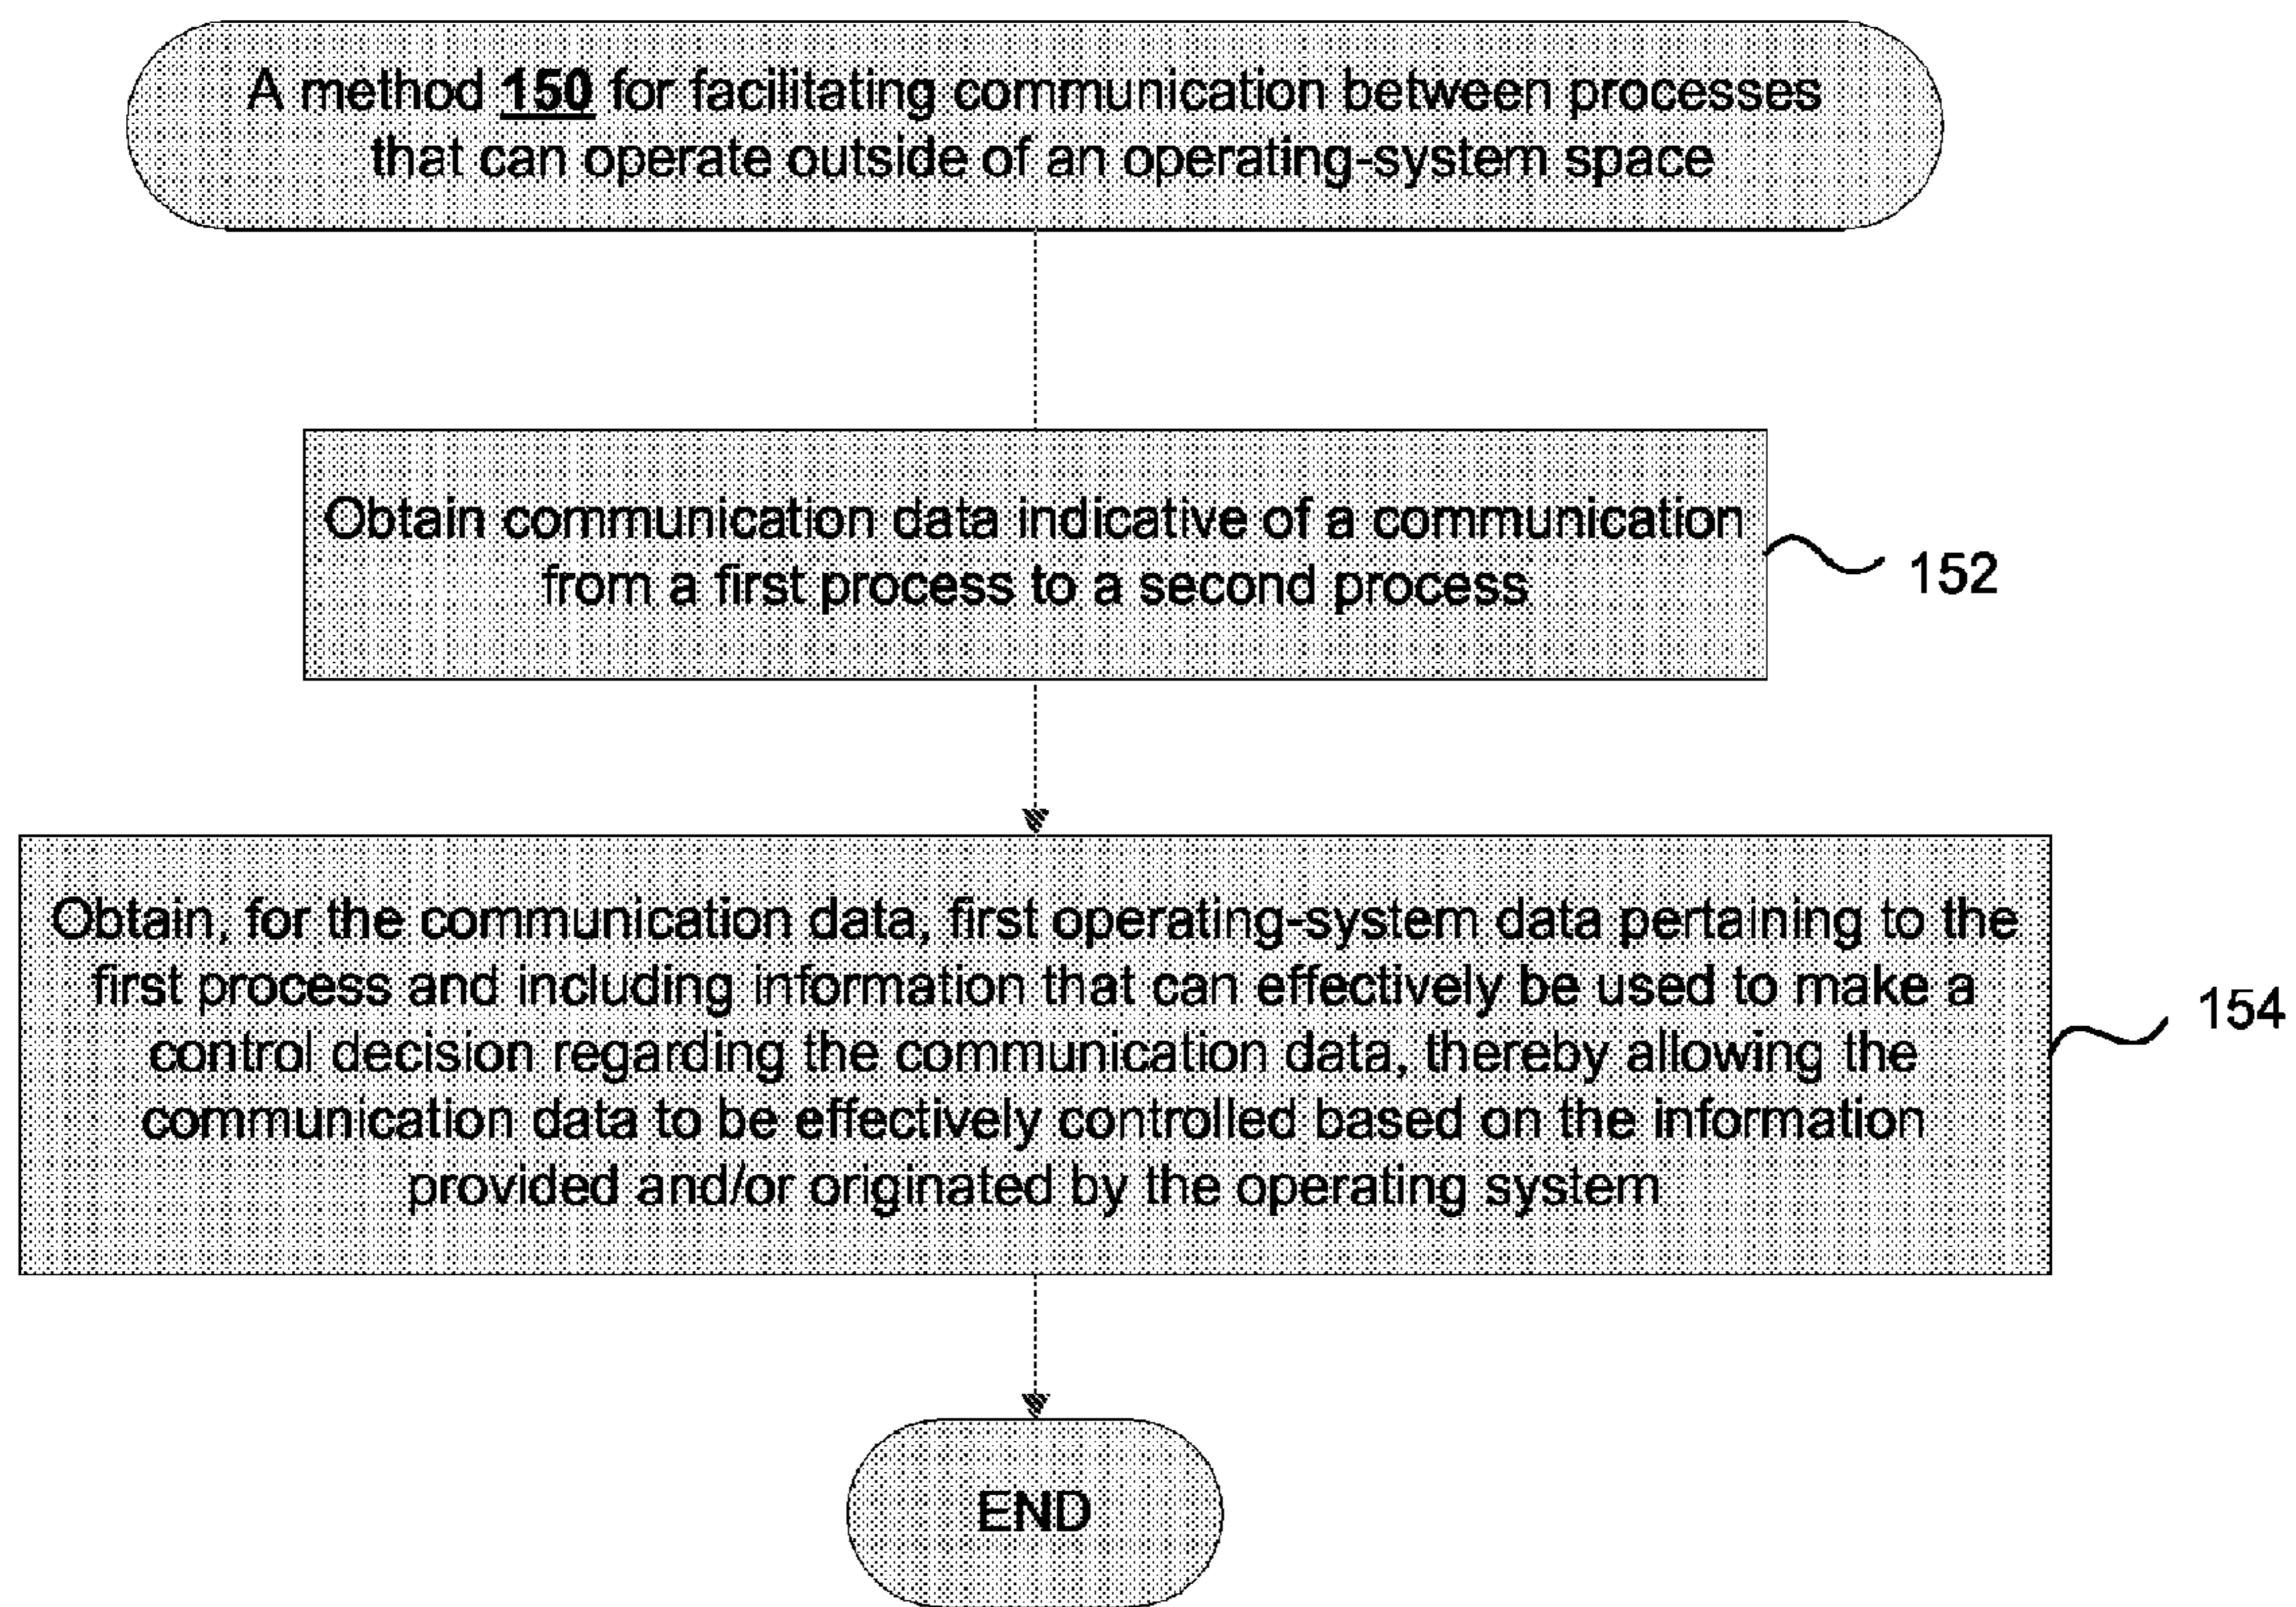 A method 150 for facilitating communication between processes
that can operate outside of an operating-system space
Obtain communication data indicative of a communication
from a first process to a second process
152
Obtain, for the communication data, first operating-system data pertaining to the
first process and including information that can effectively be used to make a
control decision regarding the communication data, thereby allowing the
communication data to be effectively controlled based on the information
provided and/or originated by the operating system
154
END